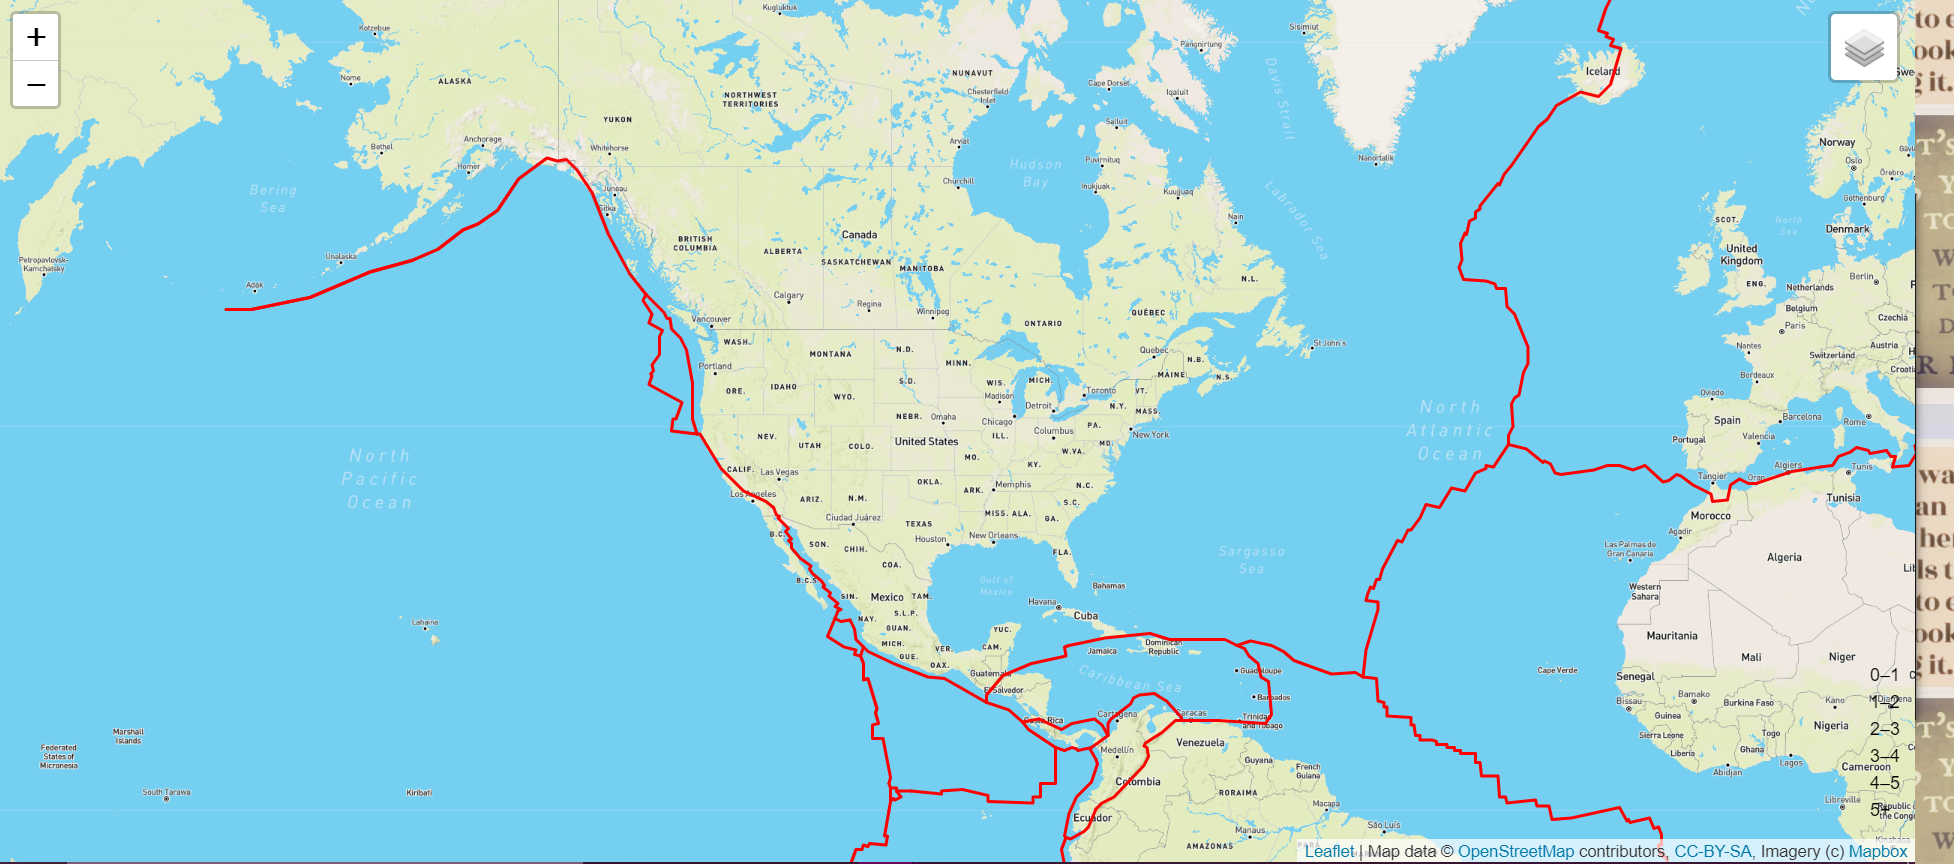 +
−
Kugluktuk
Kotzebue
Nome
ALASKA
NUNAVUT
Chesterfield
Inlet
NORTHWEST
TERRITORIES
YUKON
Pangnirtung
Cape Dorset
Iqaluit
Sisimiut
Davis Strait
Iceland
Anchorage
Bethel
Homer
Whitehorse
Arviat
Salluit
Puvirnituq
Nanortalik
Norway
Oslo
Örebro
Gothenburg
Bering
Sea
Juneau
Sitka
Churchill
Hudson
Bay
Inukjuak
Kuujjuaq
Nain
Labrador Sea
SCOT.
North
Sea
Denmark
Petropavlovsk-
Kamchatsky
Unalaska
Adak
BRITISH
COLUMBIA
Canada
ALBERTA
SASKATCHEWAN
MANITOBA
N.L.
United
Kingdom
ENG.
Netherlands
Berlin
Belgium
Calgary
Regina
Winnipeg
Vancouver
ONTARIO
QUÉBEC
St John's
Paris
Czechia
WASH.
Portland
MONTANA
N.D.
MINN.
Quebec
N.B.
MAINE
N.S.
Nantes
Switzerland
Austria
Croatia
ORE.
IDAHO
WYO.
S.D.
WIS.
Madison
MICH.
Toronto
VT.
Detroit
N.Y.
MASS.
Bordeaux
Oviedo
NEBR.
Omaha
Chicago
ILL.
Columbus
PA.
MD.
New York
North
Atlantic
Ocean
Spain
Barcelona
Rome
Portugal
Valencia
NEV.
UTAH
COLO.
United States
MO.
KY.
W.VA.
North
Pacific
Ocean
CALIF.
Las Vegas
Los Angeles
ARIZ.
N.M.
OKLA.
ARK.
Memphis
N.C.
S.C.
Tangier
Oran
Algiers
Tunis
Tunisia
Morocco
Ciudad Juárez
TEXAS
MISS.
ALA.
GA.
B.C.
SON.
CHIH.
Houston
New Orleans
FLA.
Sargasso
Sea
Agadir
Las Palmas de
Gran Canaria
Algeria
COA.
B.C.S.
SIN.
Mexico
TAM.
Gulf of
Mexico
Bahamas
Western
Sahara
NAY.
S.L.P.
GUAN.
Havana
Cuba
Lahaina
MICH.
GUE.
VER.
OAX.
YUC.
CAM.
Jamaica
Dominican
Republic
Mauritania
Mali
Niger
Guatemala
El Salvador
Caribbean Sea
Guadeloupe
Barbados
Cape Verde
Senegal
0–1
Costa Rica
Cartagena
Caracas
Trinidad
and Tobago
Bissau
Bamako
Burkina Faso
Kano
1–2
N'Djamena
Guinea
Marshall
Islands
Federated
States of
Micronesia
Medellín
Venezuela
Guyana
French
Guiana
Sierra Leone
Liberia
Togo
Ghana
Nigeria
2–3
Abidjan
Lagos
3–4
Cameroon
South Tarawa
Kiribati
Colombia
RORAIMA
Macapa
4–5
Libreville
5+
Republic of
the Congo
Ecuador
Manaus
AMAZONAS
São Luís
Leaflet | Map data © OpenStreetMap contributors, CC-BY-SA, Imagery (c) Mapbox